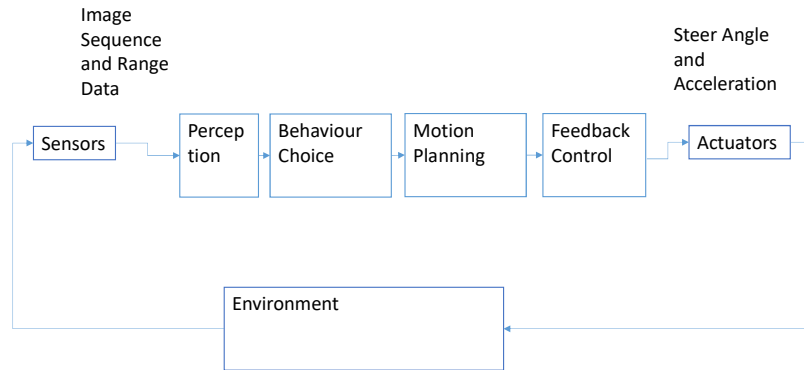 Image
Sequence
and Range
Data
Steer Angle
and
Acceleration
Sensors
Percep
tion
Behaviour
Choice
Motion
Planning
Feedback
Control
Actuators
Environment